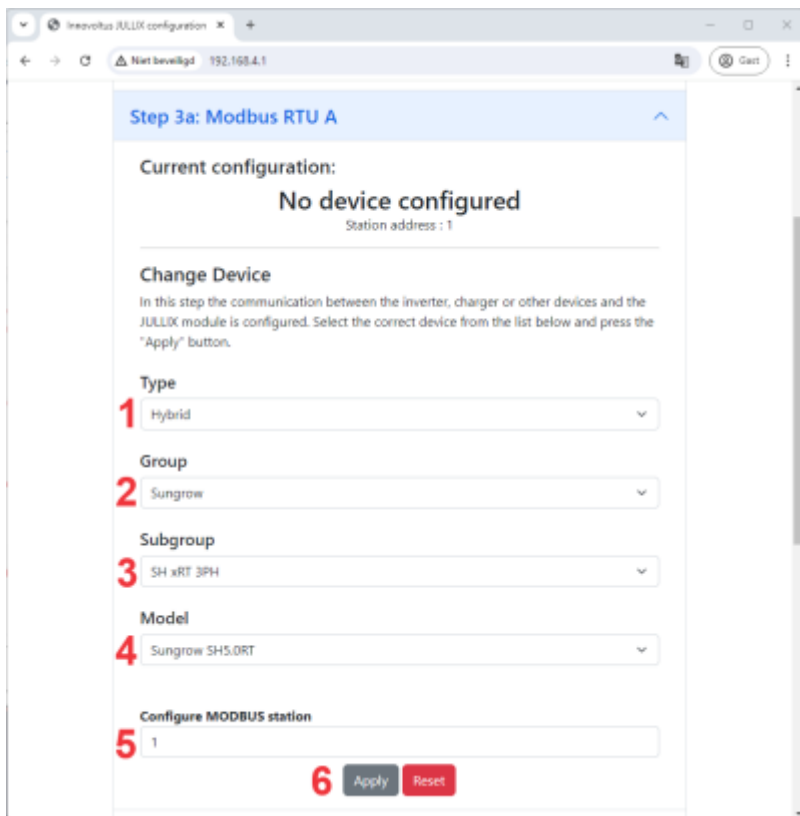 Innovoltus JULLIX configuration
Niet beveiligd 192.168.4.1
Gast
Step 3a: Modbus RTU A
Current configuration:
No device configured
Station address : 1
Change Device
In this step the communication between the inverter, charger or other devices and the
JULLIX module is configured. Select the correct device from the list below and press the
"Apply" button.
Type
1 Hybrid
Group
2 Sungrow
Subgroup
3 SH xRT 3PH
Model
4 Sungrow SH5.0RT
Configure MODBUS station
5 1
6 Apply Reset